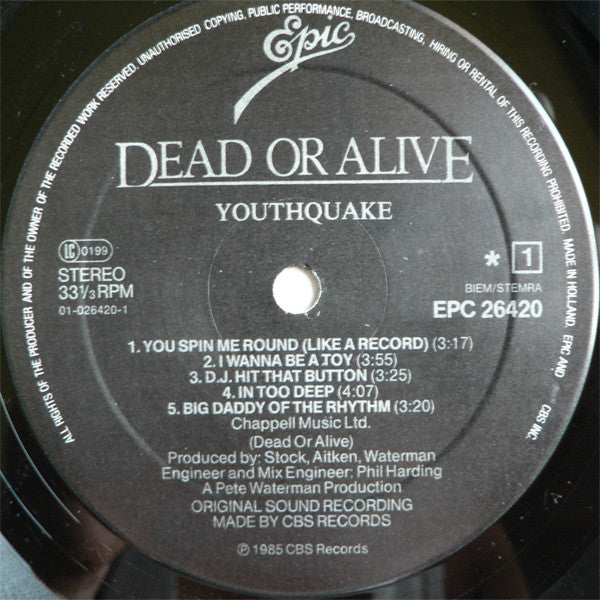 ALL RIGHTS OF THE PRODUCER AND OF THE OWNER OF THE RECORDED WORK RESERVED. UNAUTHORISED COPYING, PUBLIC PERFORMANCE, BROADCASTING, HIRING OR RENTAL OF THIS RECORDING PROHIBITED. MADE IN HOLLAND. EPIC AND CBS INC.
Epic
DEAD OR ALIVE
YOUTHQUAKE
LC 0199
STEREO
33 1/3 RPM
01-026420-1
* 1
BIEM/STEMRA
EPC 26420
1. YOU SPIN ME ROUND (LIKE A RECORD) (3:17)
2. I WANNA BE A TOY (3:55)
3. D.J. HIT THAT BUTTON (3:25)
4. IN TOO DEEP (4:07)
5. BIG DADDY OF THE RHYTHM (3:20)
Chappell Music Ltd.
(Dead Or Alive)
Produced by: Stock, Aitken, Waterman
Engineer and Mix Engineer: Phil Harding
A Pete Waterman Production
ORIGINAL SOUND RECORDING
MADE BY CBS RECORDS
℗ 1985 CBS Records